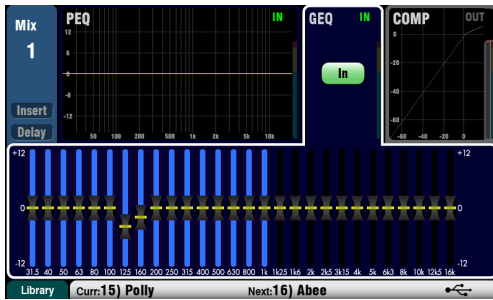 Mix
1
Insert
Delay
PEQ IN
12
6
0
-6
-12
50 100 200 500 1k 2k 5k 10k
GEQ IN
In
COMP OUT
0
-20
-40
-60
-60 -40 -20 0
+12 +12
0 0
-12 -12
31.5 40 50 63 80 100 125 160 200 250 315 400 500 630 800 1k 1k25 1k6 2k 2k5 3k15 4k 5k 6k3 8k 10k 12k5 16k
Library Curr:15) Polly Next:16) Abee